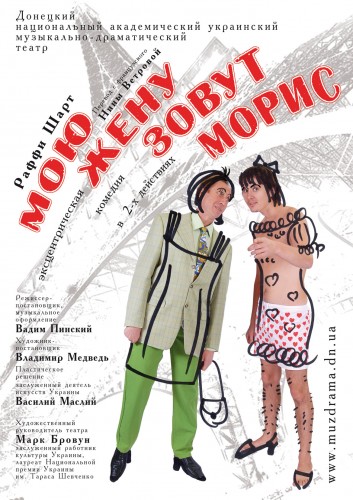 Донецкий
национальный академический украинский
музыкально-драматический
театр
Раффи Шарт
Перевод с французского
Нины Ветровой
МОЮ
ЖЕНУ
ЗОВУТ
МОРИС
эксцентрическая
комедия
в 2-х действиях
Режиссер-
постановщик,
музыкальное
оформление
Вадим Пинский
Художник-
постановщик
Владимир Медведь
Пластическое
решение
заслуженный деятель
искусств Украины
Василий Маслий
Художественный
руководитель театра
Марк Бровун
заслуженный работник
культуры Украины,
лауреат Национальной
премии Украины
им. Тараса Шевченко
www.muzdrama.dn.ua